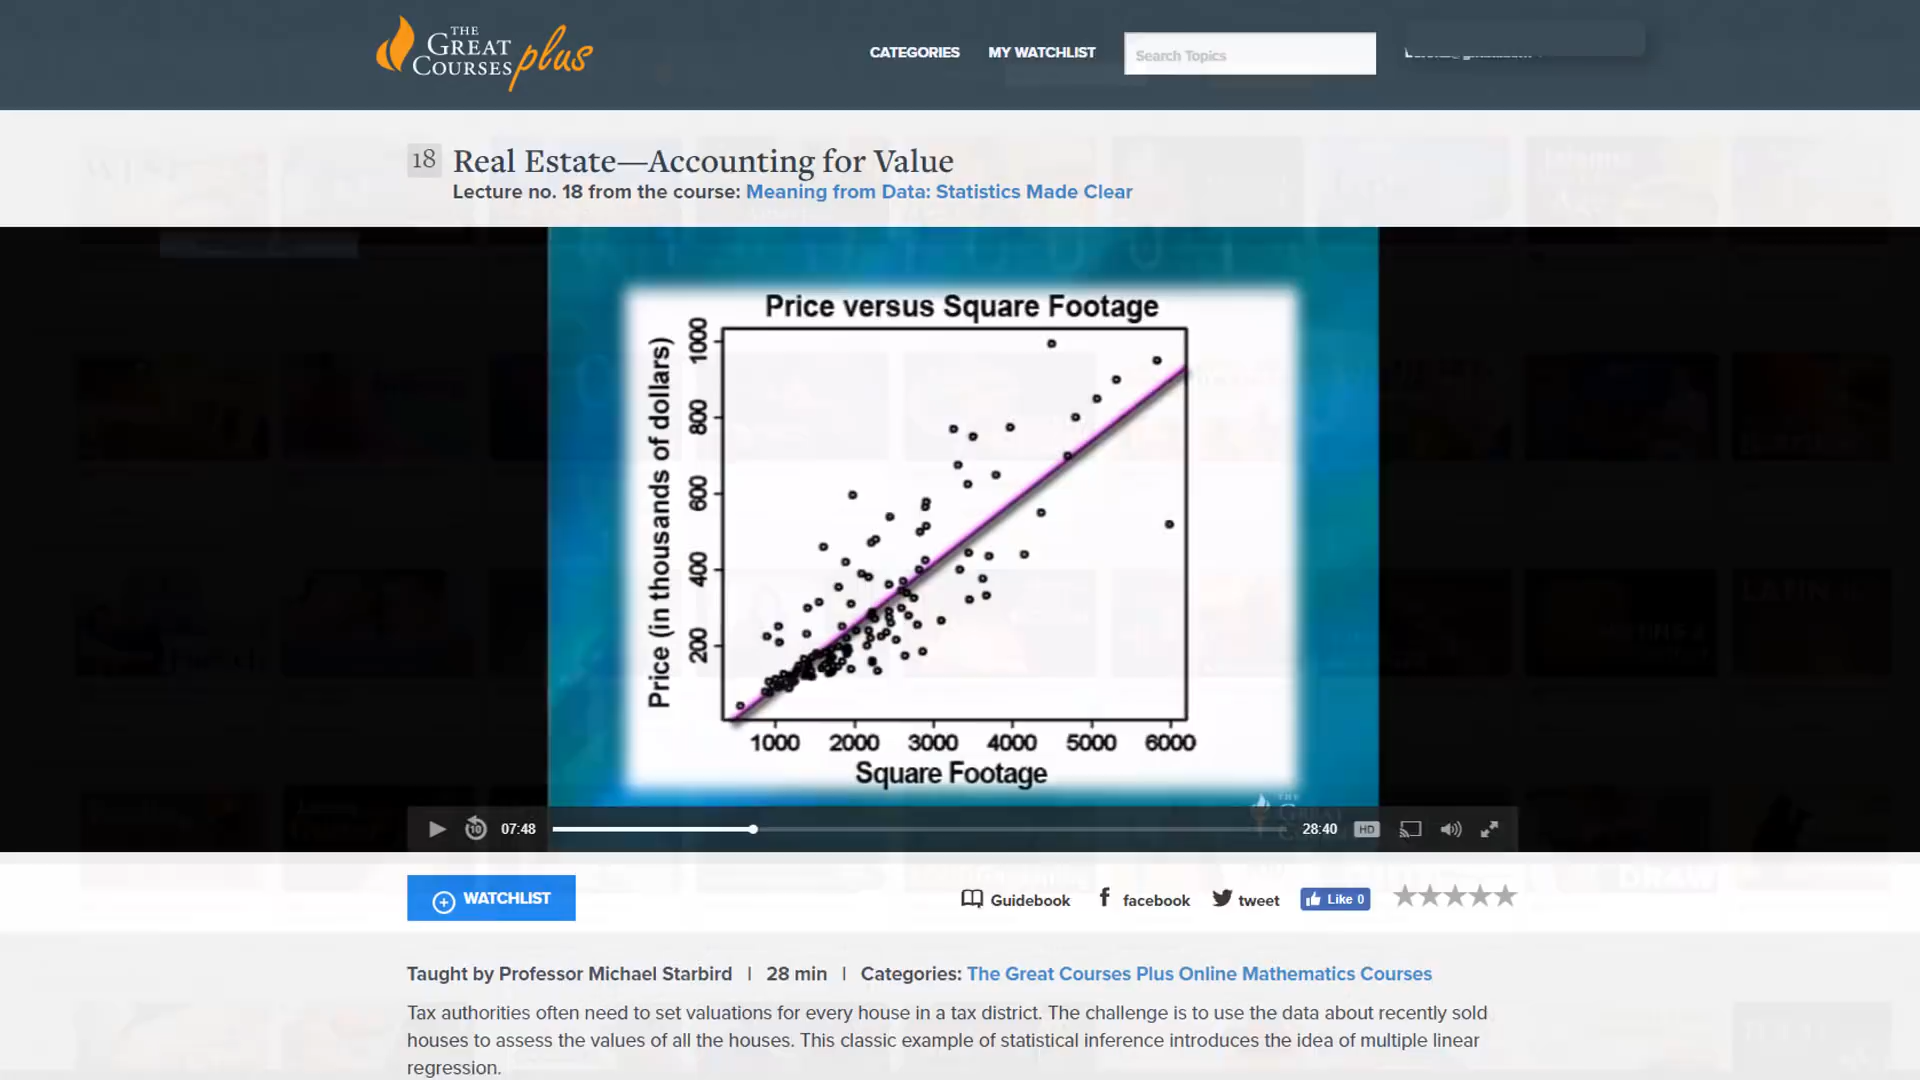 THE
GREAT
COURSES plus
CATEGORIES
MY WATCHLIST
Search Topics
18
Real Estate—Accounting for Value
Lecture no. 18 from the course: Meaning from Data: Statistics Made Clear
Price versus Square Footage
Price (in thousands of dollars)
1000
800
600
400
200
1000 2000 3000 4000 5000 6000
Square Footage
THE
10
07:48
28:40
HD
WATCHLIST
Guidebook
facebook
tweet
Like 0
Taught by Professor Michael Starbird | 28 min | Categories: The Great Courses Plus Online Mathematics Courses
Tax authorities often need to set valuations for every house in a tax district. The challenge is to use the data about recently sold
houses to assess the values of all the houses. This classic example of statistical inference introduces the idea of multiple linear
regression.